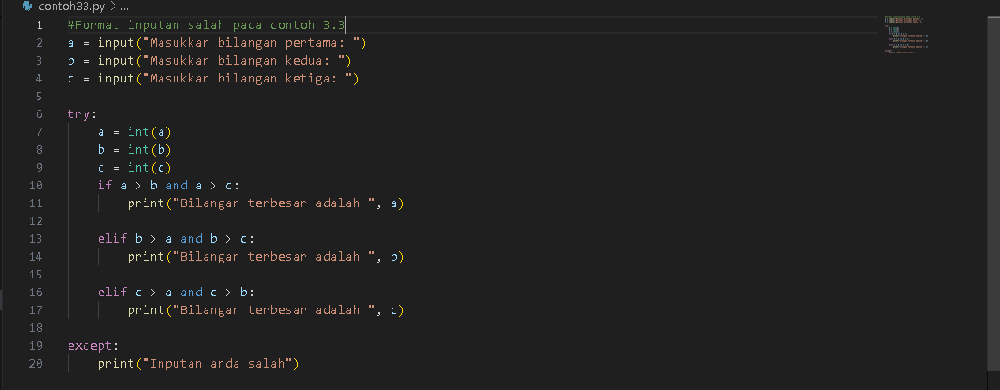 contoh33.py > ...
1 #Format inputan salah pada contoh 3.3
2 a = input("Masukkan bilangan pertama: ")
3 b = input("Masukkan bilangan kedua: ")
4 c = input("Masukkan bilangan ketiga: ")
5
6 try:
7     a = int(a)
8     b = int(b)
9     c = int(c)
10     if a > b and a > c:
11         print("Bilangan terbesar adalah ", a)
12
13     elif b > a and b > c:
14         print("Bilangan terbesar adalah ", b)
15
16     elif c > a and c > b:
17         print("Bilangan terbesar adalah ", c)
18
19 except:
20     print("Inputan anda salah")